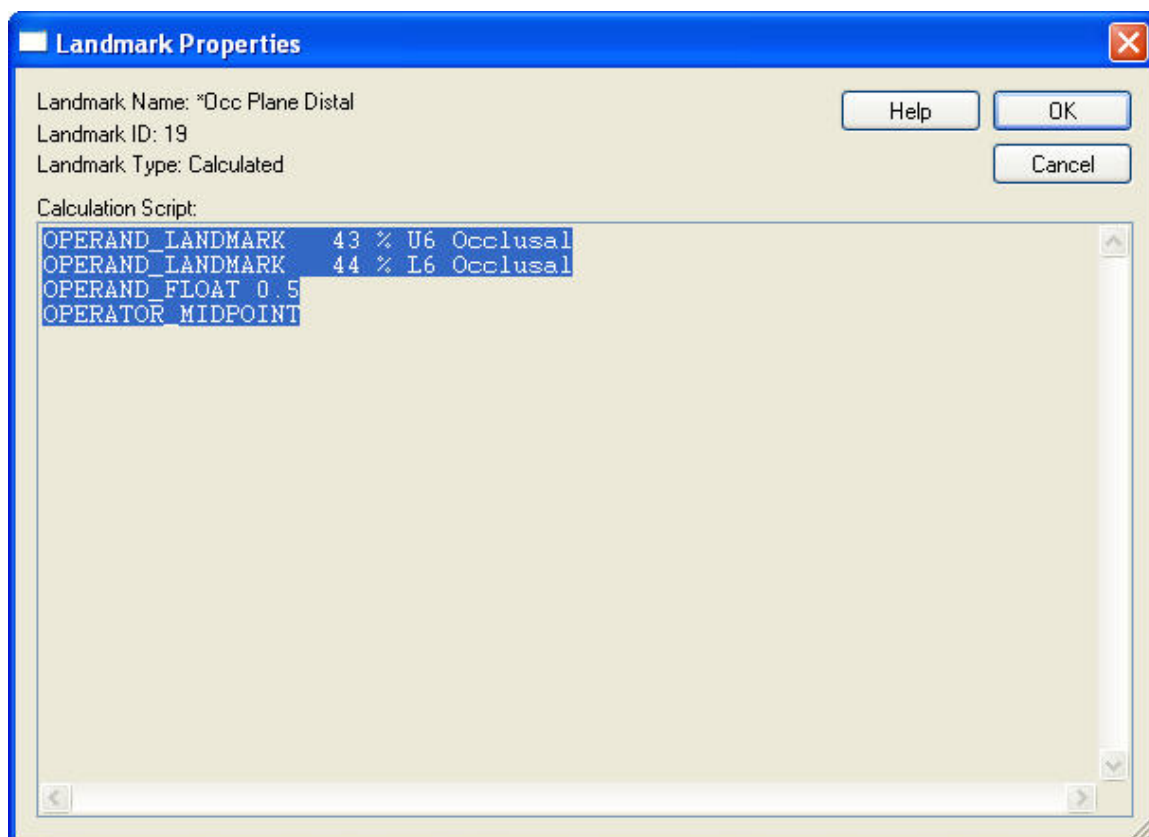 Landmark Properties
Landmark Name: *Occ Plane Distal
Landmark ID: 19
Landmark Type: Calculated
Help
OK
Cancel
Calculation Script:
OPERAND_LANDMARK   43 % U6 Occlusal
OPERAND_LANDMARK   44 % L6 Occlusal
OPERAND_FLOAT 0.5
OPERATOR_MIDPOINT